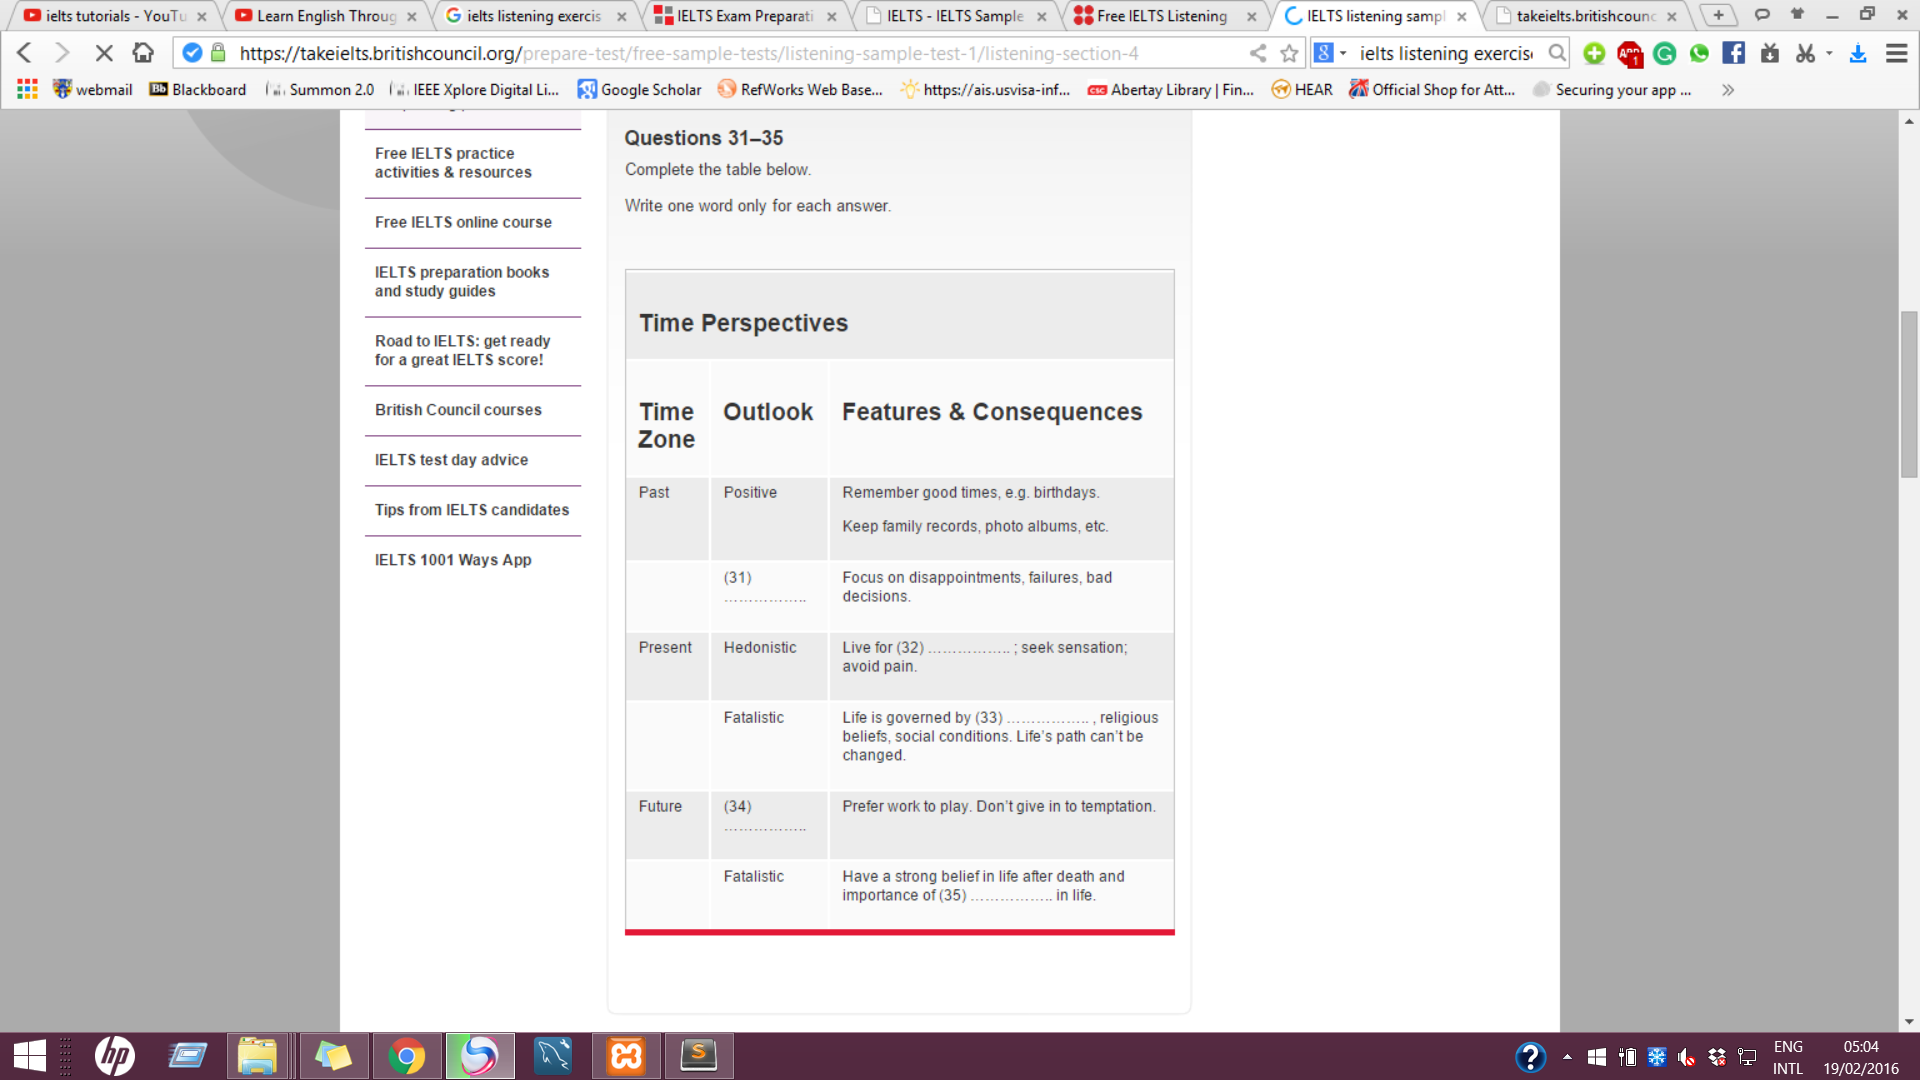 ielts tutorials - YouTu
Learn English Throug
ielts listening exercis
IELTS Exam Preparati
IELTS - IELTS Sample
Free IELTS Listening
IELTS listening sampl
takeielts.britishcounc
https://takeielts.britishcouncil.org/prepare-test/free-sample-tests/listening-sample-test-1/listening-section-4
ielts listening exercis
webmail
Blackboard
Summon 2.0
IEEE Xplore Digital Li...
Google Scholar
RefWorks Web Base...
https://ais.usvisa-inf...
Abertay Library | Fin...
HEAR
Official Shop for Att...
Securing your app ...
Free IELTS practice
activities & resources
Free IELTS online course
IELTS preparation books
and study guides
Road to IELTS: get ready
for a great IELTS score!
British Council courses
IELTS test day advice
Tips from IELTS candidates
IELTS 1001 Ways App
Questions 31–35
Complete the table below.
Write one word only for each answer.
Time Perspectives
Time
Zone
Outlook
Features & Consequences
Past
Positive
Remember good times, e.g. birthdays.
Keep family records, photo albums, etc.
(31)
……………..
Focus on disappointments, failures, bad
decisions.
Present
Hedonistic
Live for (32) …………….. ; seek sensation;
avoid pain.
Fatalistic
Life is governed by (33) …………….. , religious
beliefs, social conditions. Life’s path can’t be
changed.
Future
(34)
……………..
Prefer work to play. Don’t give in to temptation.
Fatalistic
Have a strong belief in life after death and
importance of (35) …………….. in life.
ENG
INTL
05:04
19/02/2016